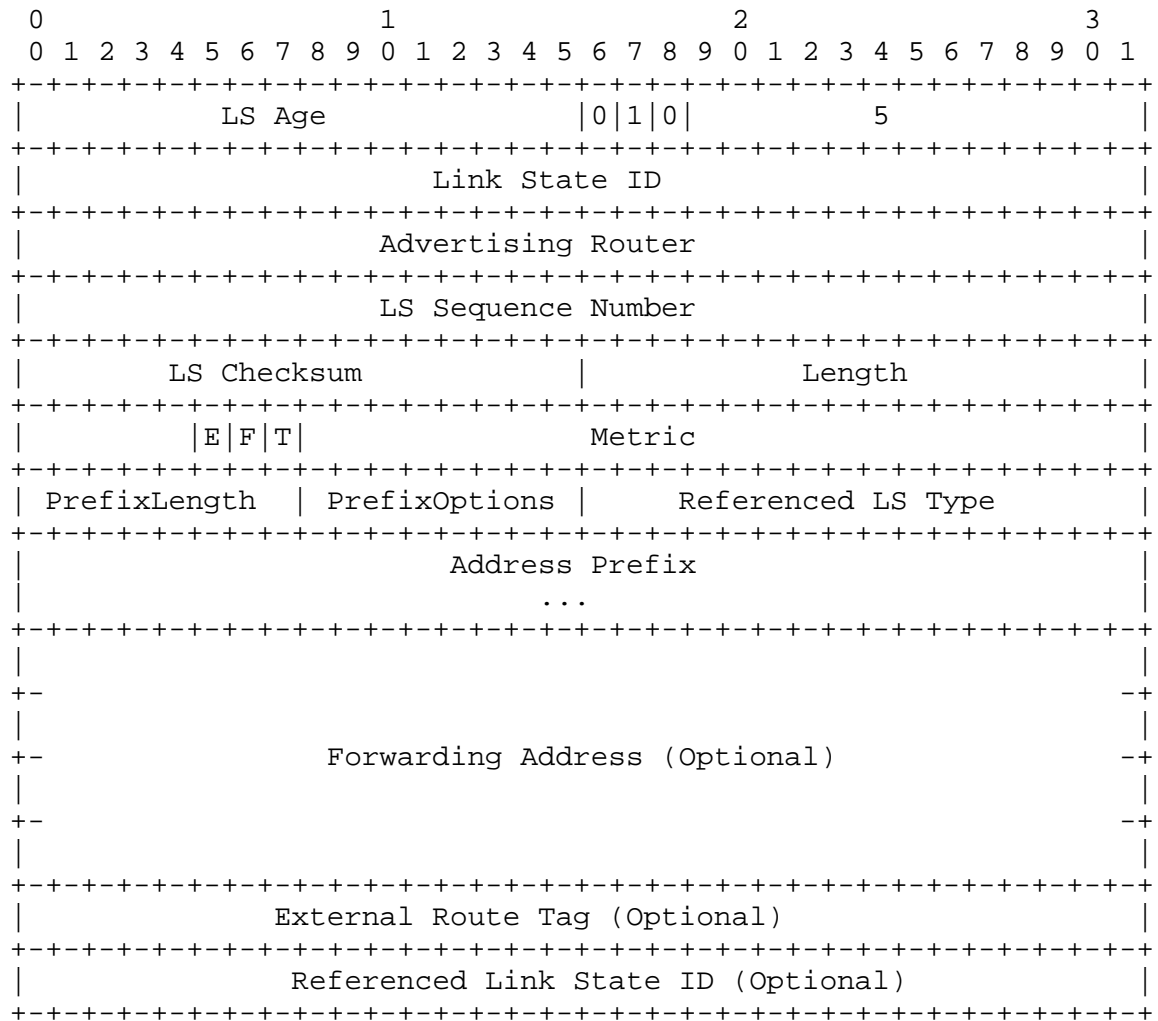 0                   1                   2                   3
 0 1 2 3 4 5 6 7 8 9 0 1 2 3 4 5 6 7 8 9 0 1 2 3 4 5 6 7 8 9 0 1
+-+-+-+-+-+-+-+-+-+-+-+-+-+-+-+-+-+-+-+-+-+-+-+-+-+-+-+-+-+-+-+-+
|           LS Age              |0|1|0|          5              |
+-+-+-+-+-+-+-+-+-+-+-+-+-+-+-+-+-+-+-+-+-+-+-+-+-+-+-+-+-+-+-+-+
|                       Link State ID                           |
+-+-+-+-+-+-+-+-+-+-+-+-+-+-+-+-+-+-+-+-+-+-+-+-+-+-+-+-+-+-+-+-+
|                    Advertising Router                         |
+-+-+-+-+-+-+-+-+-+-+-+-+-+-+-+-+-+-+-+-+-+-+-+-+-+-+-+-+-+-+-+-+
|                    LS Sequence Number                         |
+-+-+-+-+-+-+-+-+-+-+-+-+-+-+-+-+-+-+-+-+-+-+-+-+-+-+-+-+-+-+-+-+
|        LS Checksum            |            Length             |
+-+-+-+-+-+-+-+-+-+-+-+-+-+-+-+-+-+-+-+-+-+-+-+-+-+-+-+-+-+-+-+-+
|         |E|F|T|                Metric                         |
+-+-+-+-+-+-+-+-+-+-+-+-+-+-+-+-+-+-+-+-+-+-+-+-+-+-+-+-+-+-+-+-+
| PrefixLength  | PrefixOptions |     Referenced LS Type        |
+-+-+-+-+-+-+-+-+-+-+-+-+-+-+-+-+-+-+-+-+-+-+-+-+-+-+-+-+-+-+-+-+
|                        Address Prefix                         |
|                             ...                               |
+-+-+-+-+-+-+-+-+-+-+-+-+-+-+-+-+-+-+-+-+-+-+-+-+-+-+-+-+-+-+-+-+
|                                                               |
+-                                                             -+
|                                                               |
+-                Forwarding Address (Optional)                -+
|                                                               |
+-                                                             -+
|                                                               |
+-+-+-+-+-+-+-+-+-+-+-+-+-+-+-+-+-+-+-+-+-+-+-+-+-+-+-+-+-+-+-+-+
|              External Route Tag (Optional)                    |
+-+-+-+-+-+-+-+-+-+-+-+-+-+-+-+-+-+-+-+-+-+-+-+-+-+-+-+-+-+-+-+-+
|               Referenced Link State ID (Optional)             |
+-+-+-+-+-+-+-+-+-+-+-+-+-+-+-+-+-+-+-+-+-+-+-+-+-+-+-+-+-+-+-+-+